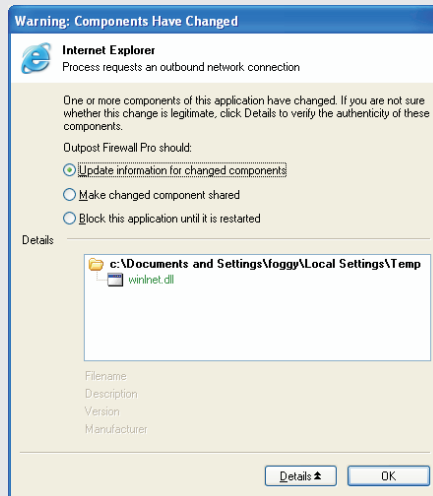 Warning: Components Have Changed
Internet Explorer
Process requests an outbound network connection
One or more components of this application have changed. If you are not sure
whether this change is legitimate, click Details to verify the authenticity of these
components.
Outpost Firewall Pro should:
Update information for changed components
Make changed component shared
Block this application until it is restarted
Details
c:\Documents and Settings\foggy\Local Settings\Temp
winlnet.dll
Filename
Description
Version
Manufacturer
Details
OK